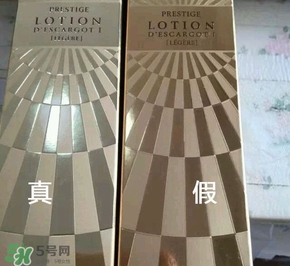 PRESTIGE
LOTION
D'ESCARGOT I
[LÉGÈRE]
真
PRESTIGE
LOTION
D'ESCARGOT I
[LÉGÈRE]
假
5号网